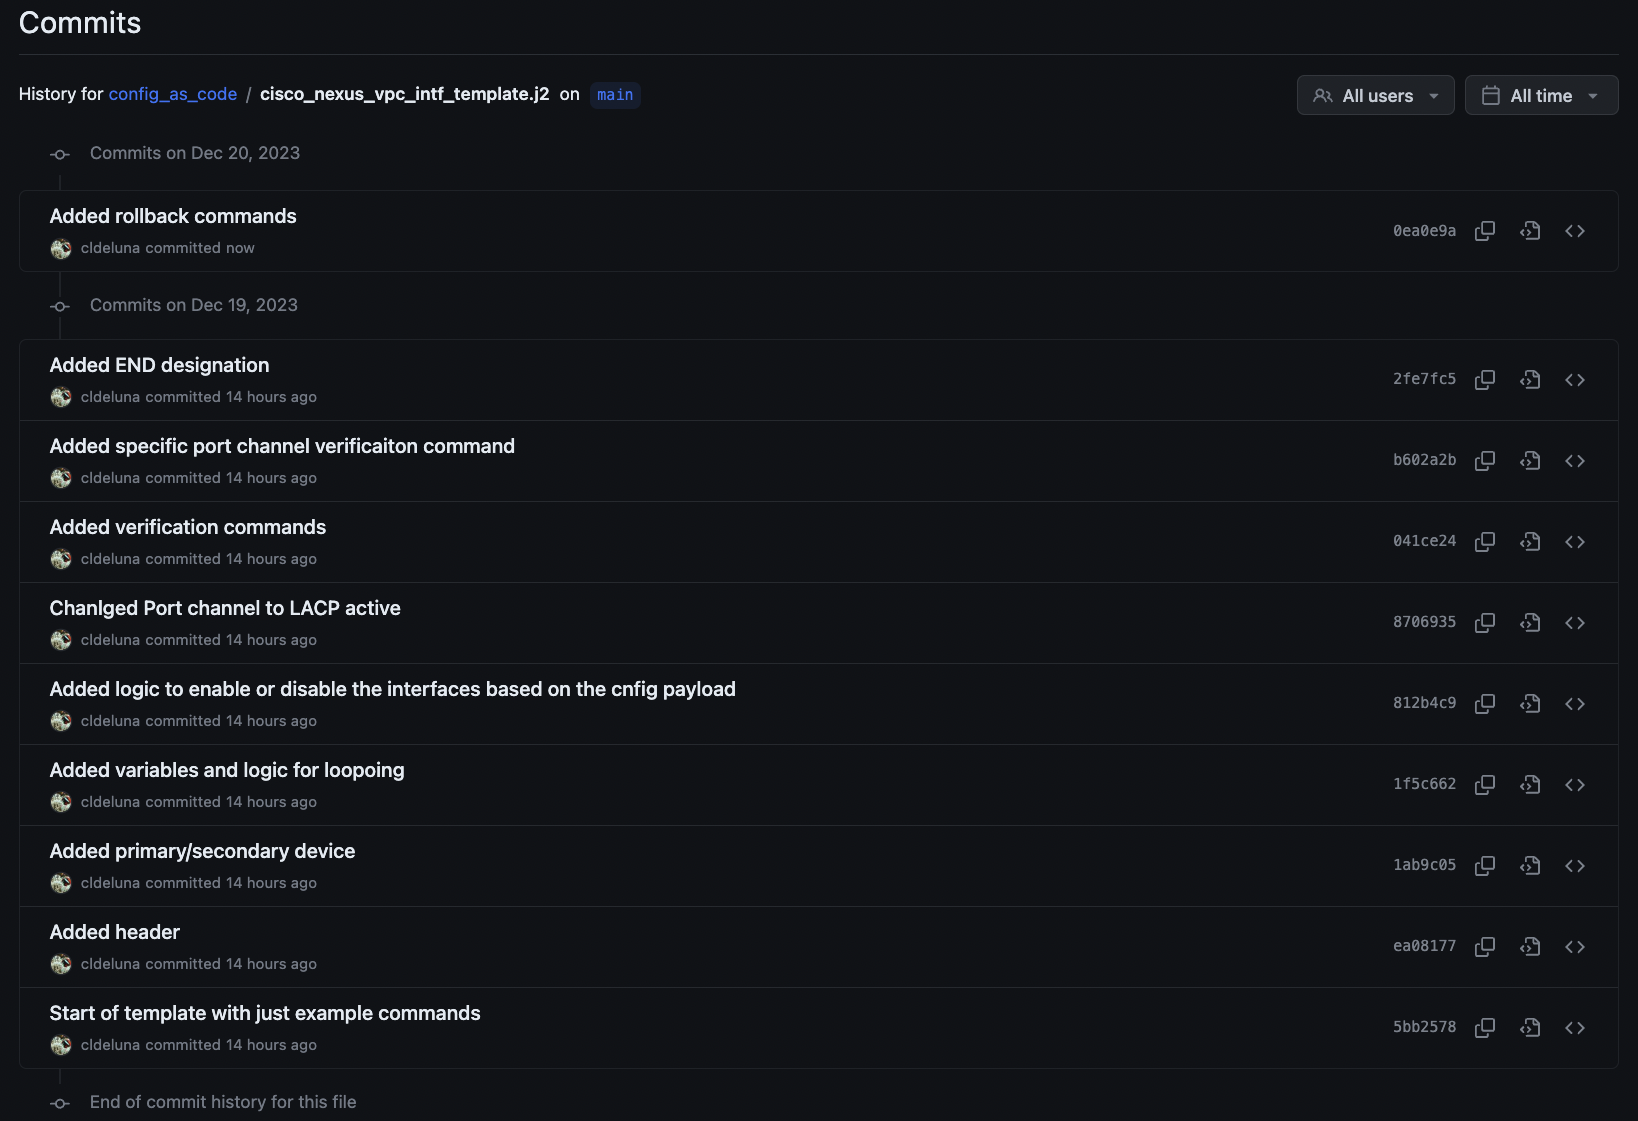 Commits
History for config_as_code / cisco_nexus_vpc_intf_template.j2 on main
All users
All time
Commits on Dec 20, 2023
Added rollback commands
cldeluna committed now
0ea0e9a
Commits on Dec 19, 2023
Added END designation
cldeluna committed 14 hours ago
2fe7fc5
Added specific port channel verificaiton command
cldeluna committed 14 hours ago
b602a2b
Added verification commands
cldeluna committed 14 hours ago
041ce24
Chanlged Port channel to LACP active
cldeluna committed 14 hours ago
8706935
Added logic to enable or disable the interfaces based on the cnfig payload
cldeluna committed 14 hours ago
812b4c9
Added variables and logic for loopoing
cldeluna committed 14 hours ago
1f5c662
Added primary/secondary device
cldeluna committed 14 hours ago
1ab9c05
Added header
cldeluna committed 14 hours ago
ea08177
Start of template with just example commands
cldeluna committed 14 hours ago
5bb2578
End of commit history for this file